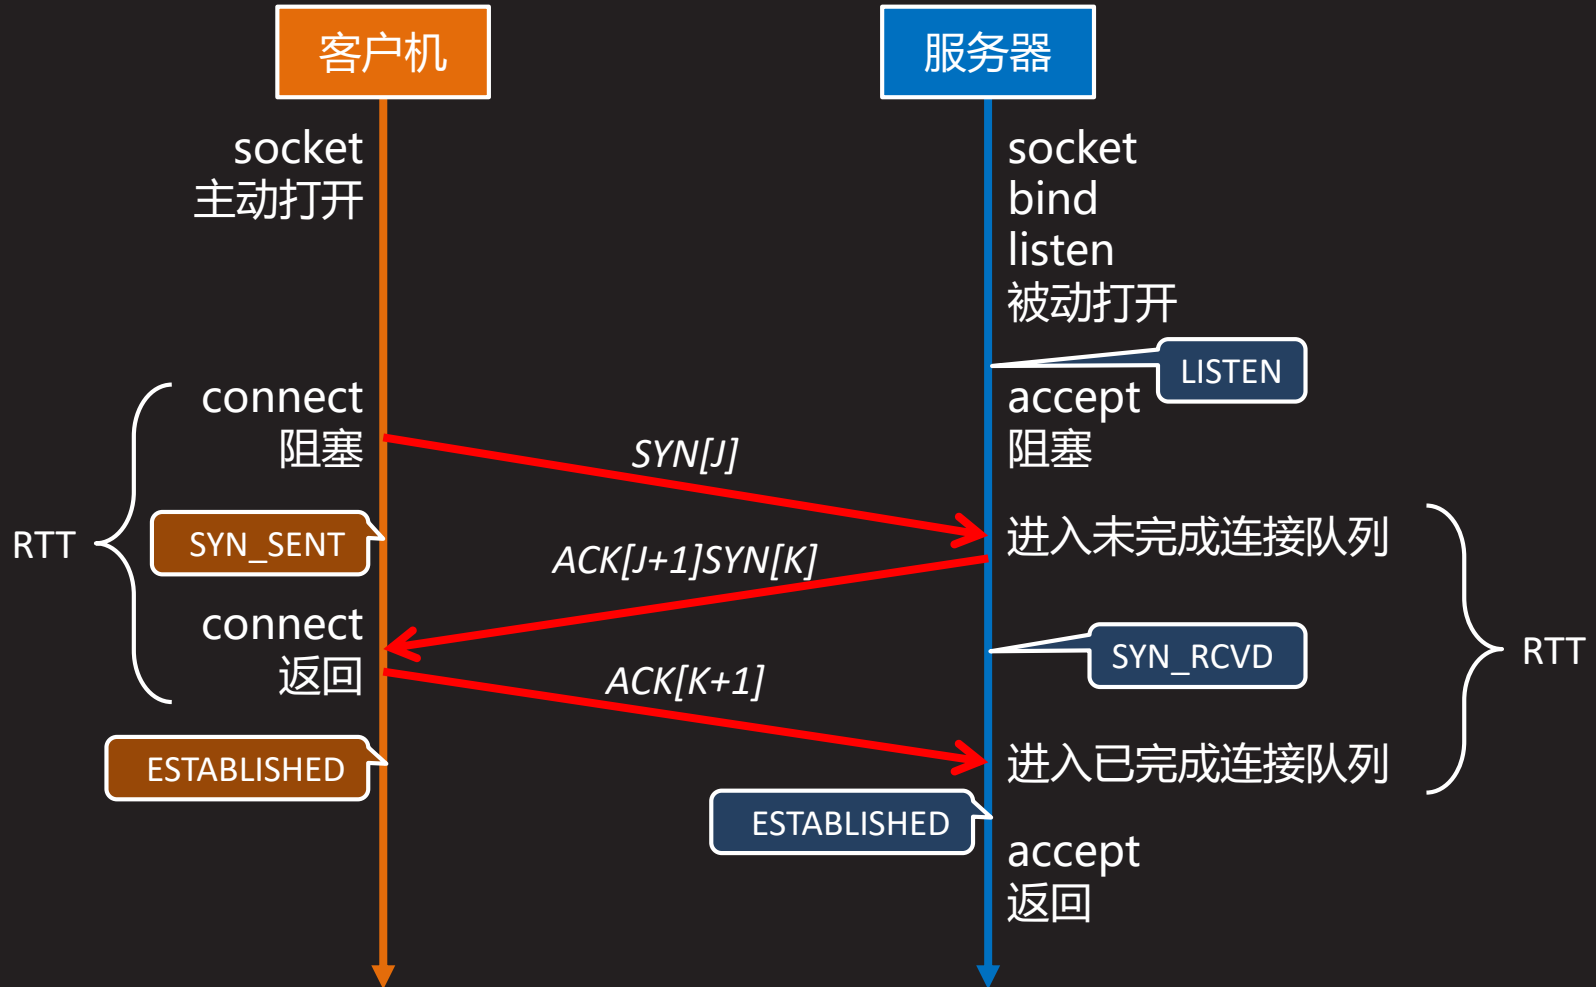 客户机
服务器
socket
主动打开
socket
bind
listen
被动打开
LISTEN
connect
阻塞
accept
阻塞
SYN[J]
RTT
SYN_SENT
进入未完成连接队列
ACK[J+1]SYN[K]
connect
返回
SYN_RCVD
RTT
ACK[K+1]
ESTABLISHED
进入已完成连接队列
ESTABLISHED
accept
返回